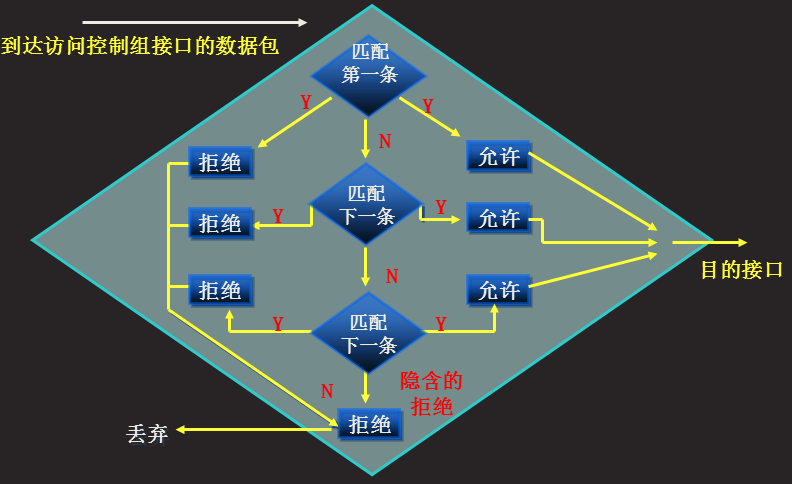 到达访问控制组接口的数据包
匹配
第一条
Y
Y
N
拒绝
允许
匹配
下一条
Y
Y
拒绝
允许
目的接口
N
拒绝
允许
匹配
下一条
Y
Y
N
隐含的
拒绝
拒绝
丢弃